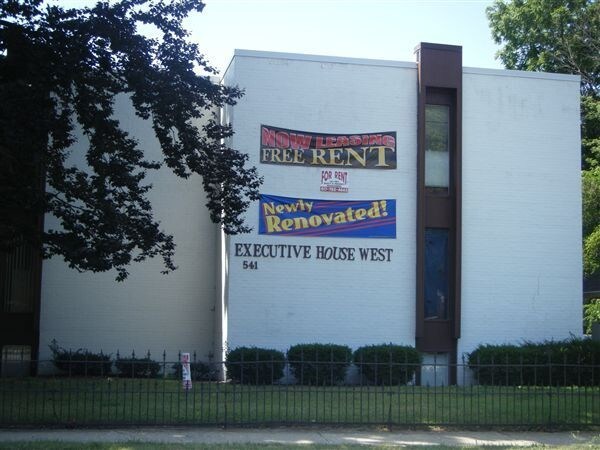 NOW LEASING
FREE RENT
FOR RENT
Newly
Renovated!
EXECUTIVE HOUSE WEST
541